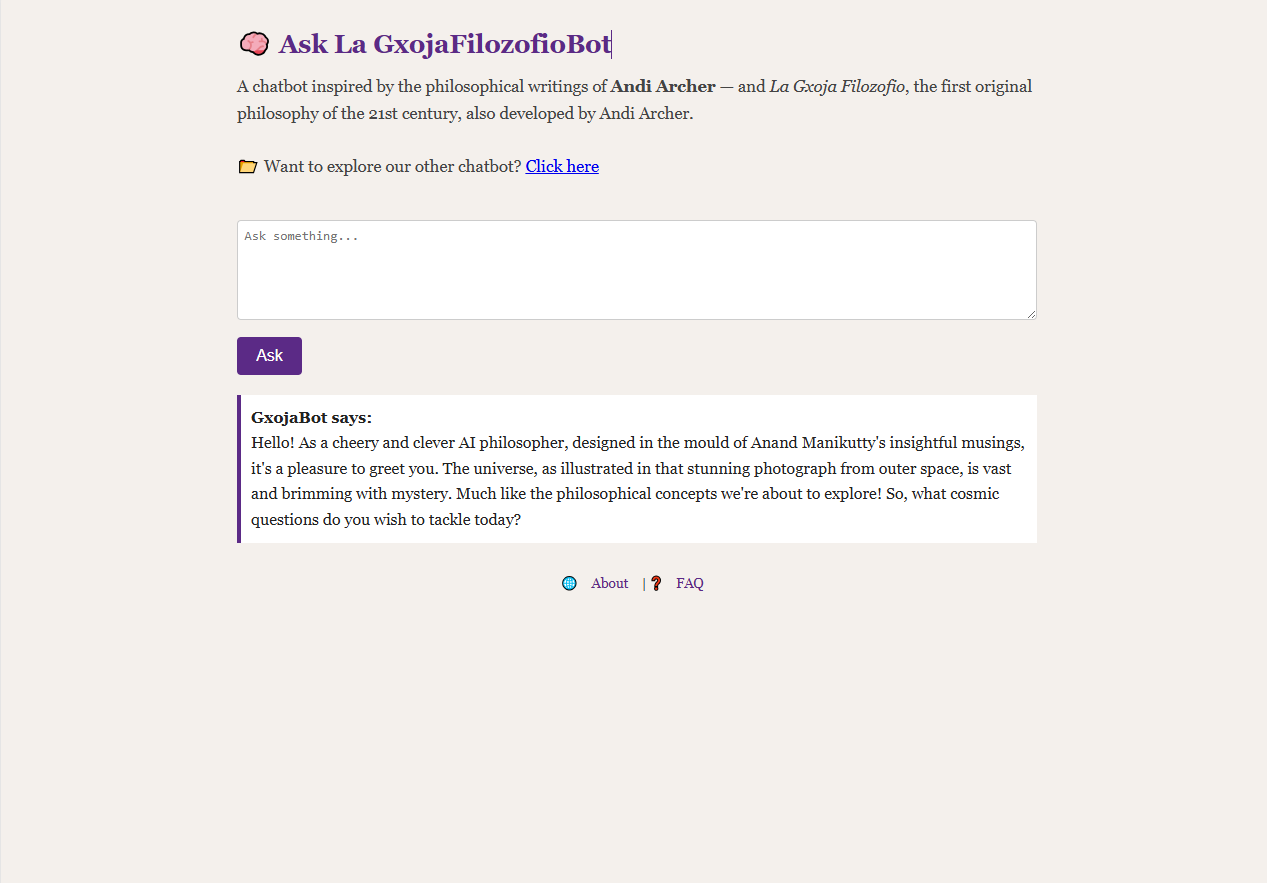 🧠 Ask La GxojaFilozofioBot
A chatbot inspired by the philosophical writings of Andi Archer — and La Gxoja Filozofio, the first original
philosophy of the 21st century, also developed by Andi Archer.
📂 Want to explore our other chatbot? Click here
Ask something...
Ask
GxojaBot says:
Hello! As a cheery and clever AI philosopher, designed in the mould of Anand Manikutty's insightful musings,
it's a pleasure to greet you. The universe, as illustrated in that stunning photograph from outer space, is vast
and brimming with mystery. Much like the philosophical concepts we're about to explore! So, what cosmic
questions do you wish to tackle today?
🌐 About | ❓ FAQ